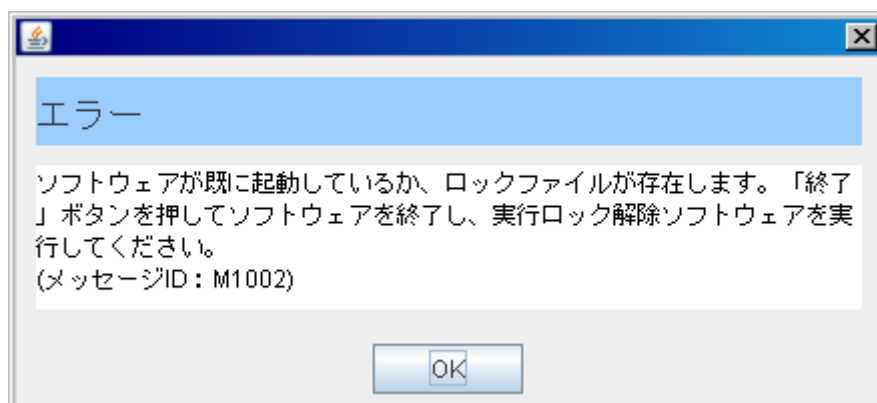 エラー
ソフトウェアが既に起動しているか、ロックファイルが存在します。「終了
」ボタンを押してソフトウェアを終了し、実行ロック解除ソフトウェアを実
行してください。
(メッセージID：M1002)
OK